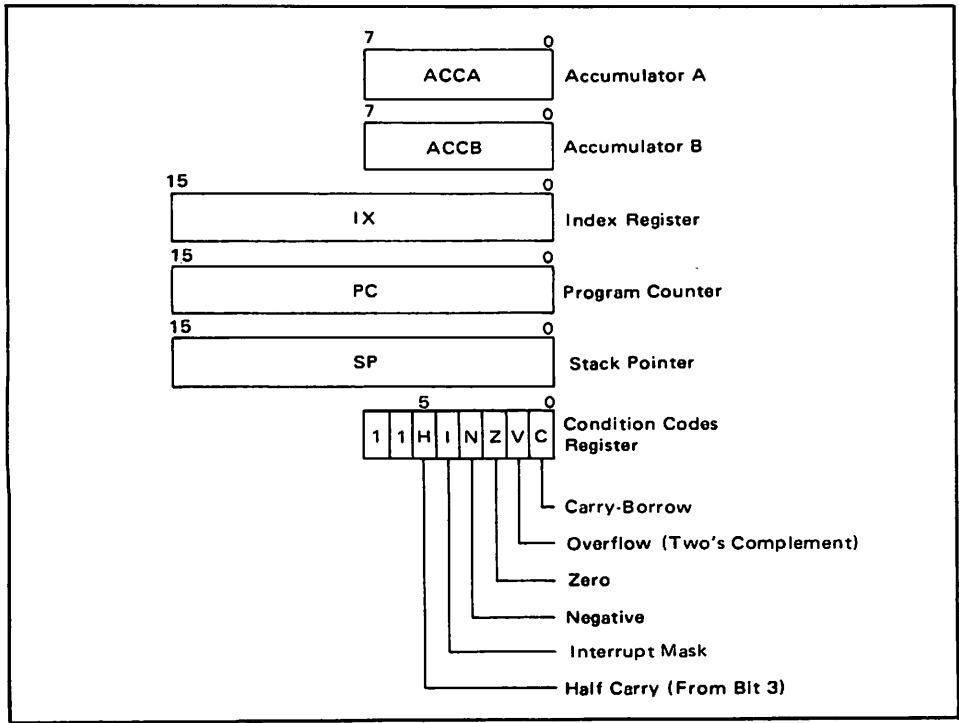 7 0
ACCA Accumulator A
7 0
ACCB Accumulator B
15 0
IX Index Register
15 0
PC Program Counter
15 0
SP Stack Pointer
5 0
1 1 H I N Z V C Condition Codes
Register
Carry-Borrow
Overflow (Two's Complement)
Zero
Negative
Interrupt Mask
Half Carry (From Bit 3)